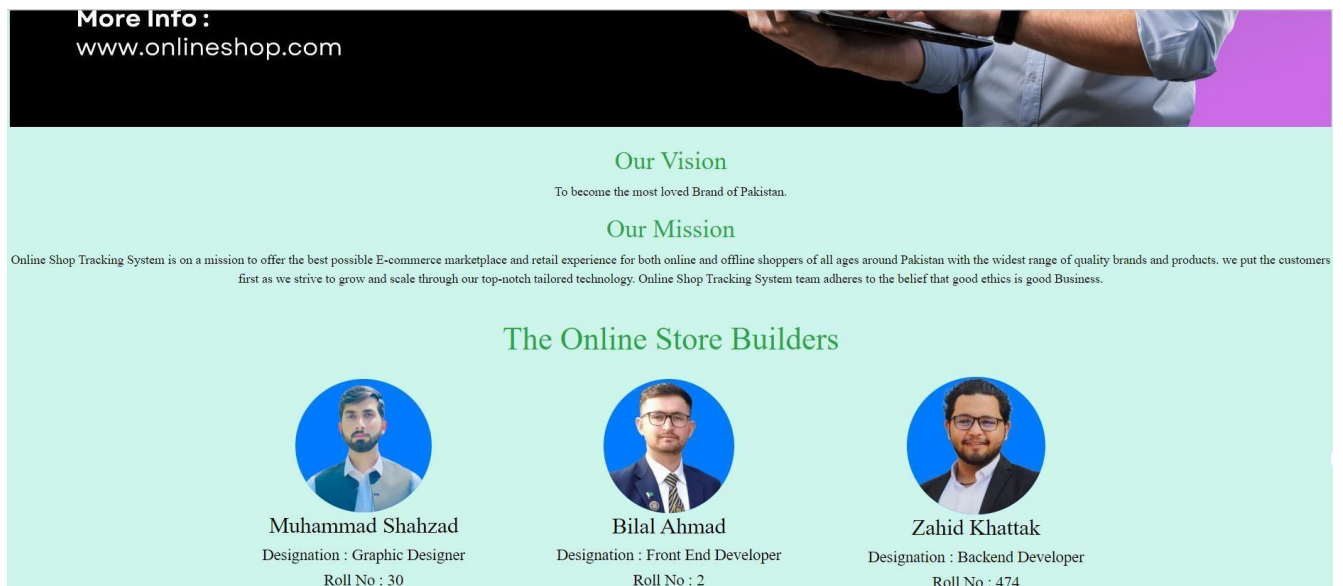 More Info :
www.onlineshop.com
Our Vision
To become the most loved Brand of Pakistan.
Our Mission
Online Shop Tracking System is on a mission to offer the best possible E-commerce marketplace and retail experience for both online and offline shoppers of all ages around Pakistan with the widest range of quality brands and products. we put the customers
first as we strive to grow and scale through our top-notch tailored technology. Online Shop Tracking System team adheres to the belief that good ethics is good Business.
The Online Store Builders
Muhammad Shahzad
Designation : Graphic Designer
Roll No : 30
Bilal Ahmad
Designation : Front End Developer
Roll No : 2
Zahid Khattak
Designation : Backend Developer
Roll No : 474